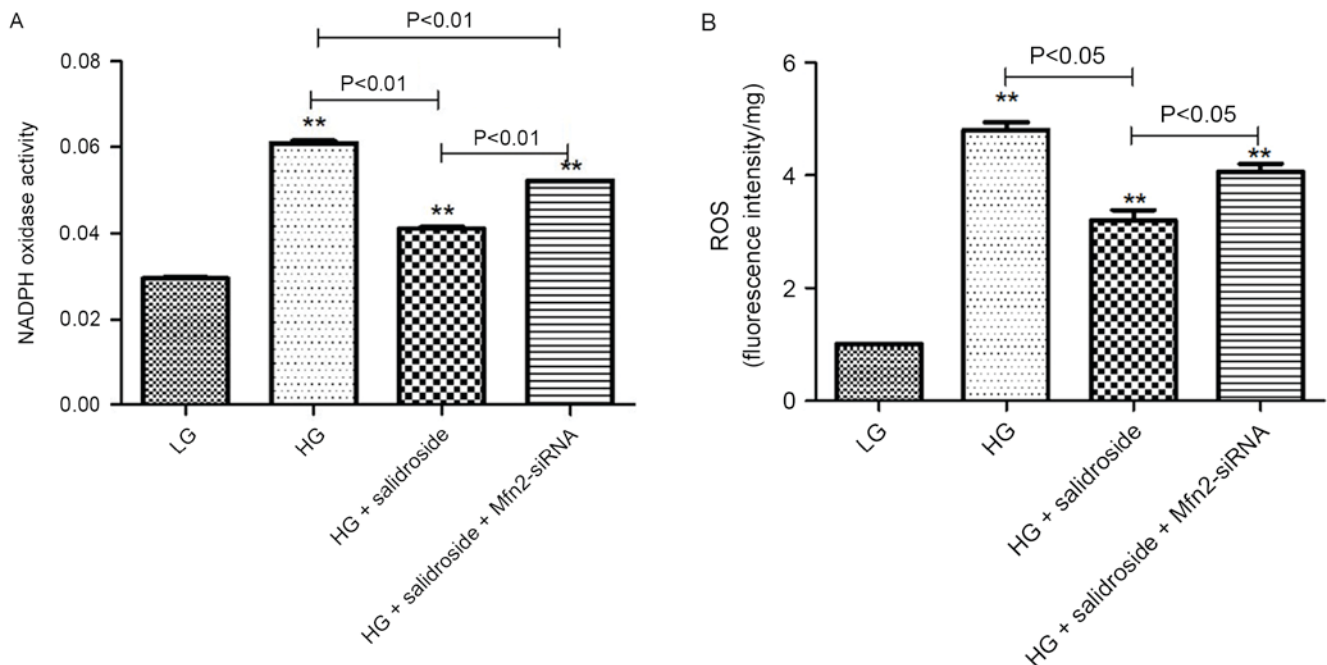 A
P<0.01
0.08
P<0.01
**
0.06
P<0.01
**
**
0.04
0.02
0.00
NADPH oxidase activity
LG
HG
HG + salidroside
HG + salidroside + Mfn2-siRNA
B
6
P<0.05
**
P<0.05
**
4
**
2
0
ROS
(fluorescence intensity/mg)
LG
HG
HG + salidroside
HG + salidroside + Mfn2-siRNA